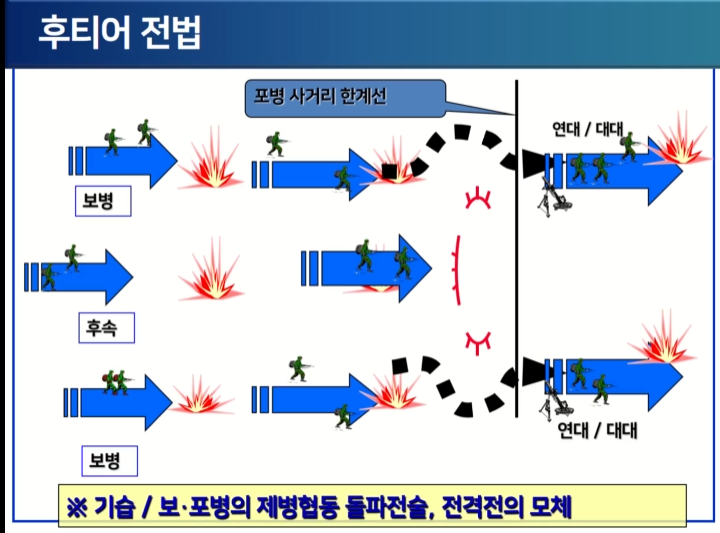 후티어 전법
포병 사거리 한계선
연대 / 대대
보병
후속
보병
연대 / 대대
※ 기습 / 보·포병의 제병협동 돌파전술, 전격전의 모체